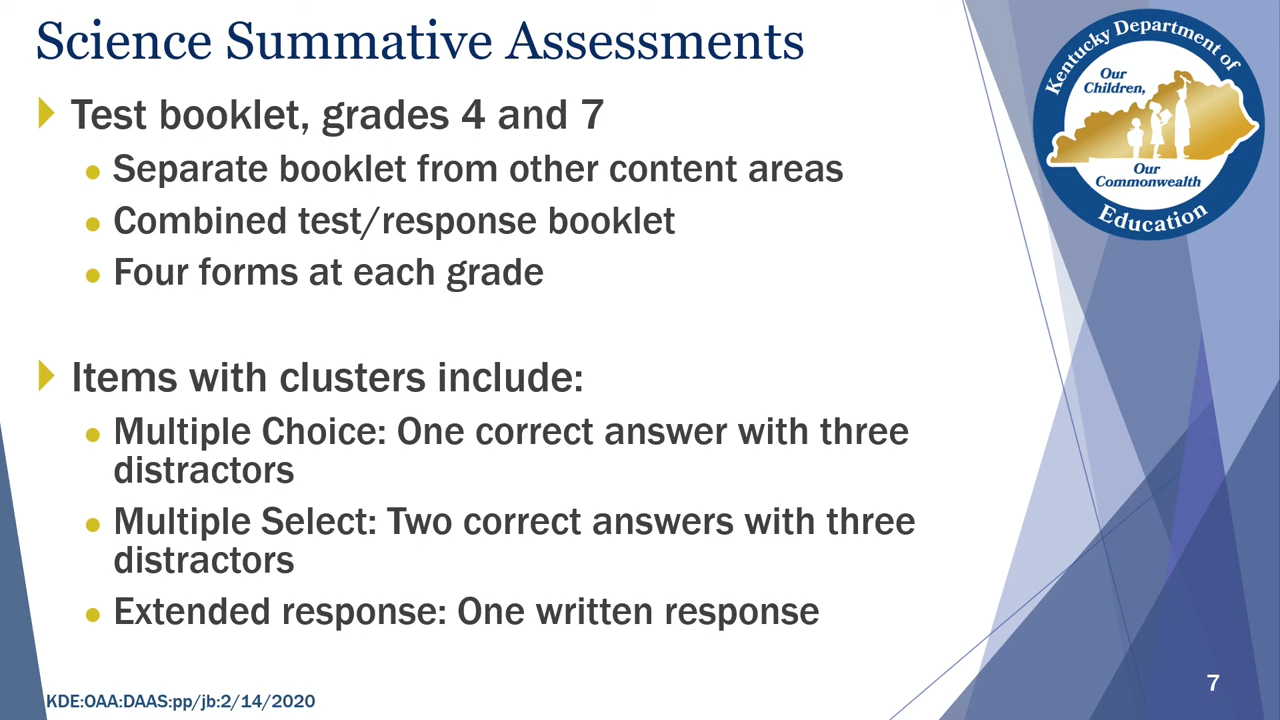 Science Summative Assessments
Test booklet, grades 4 and 7
Separate booklet from other content areas
Combined test/response booklet
Four forms at each grade
Items with clusters include:
Multiple Choice: One correct answer with three
distractors
Multiple Select: Two correct answers with three
distractors
Extended response: One written response
KDE:OAA:DAAS:pp/jb:2/14/2020
7
Kentucky Department of
Education
Our
Children,
Our
Commonwealth